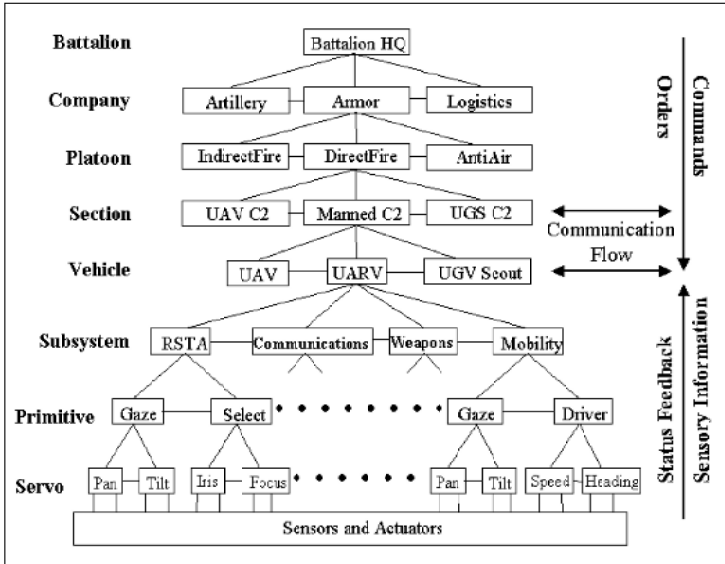 Battalion
Battalion HQ
Company
Artillery
Armor
Logistics
Platoon
IndirectFire
DirectFire
AntiAir
Section
UAV C2
Manned C2
UGS C2
Vehicle
UAV
UARV
UGV Scout
Subsystem
RSTA
Communications
Weapons
Mobility
Primitive
Gaze
Select
Gaze
Driver
Servo
Pan
Tilt
Iris
Focus
Pan
Tilt
Speed
Heading
Sensors and Actuators
Communication
Flow
Orders
Commands
Status Feedback
Sensory Information